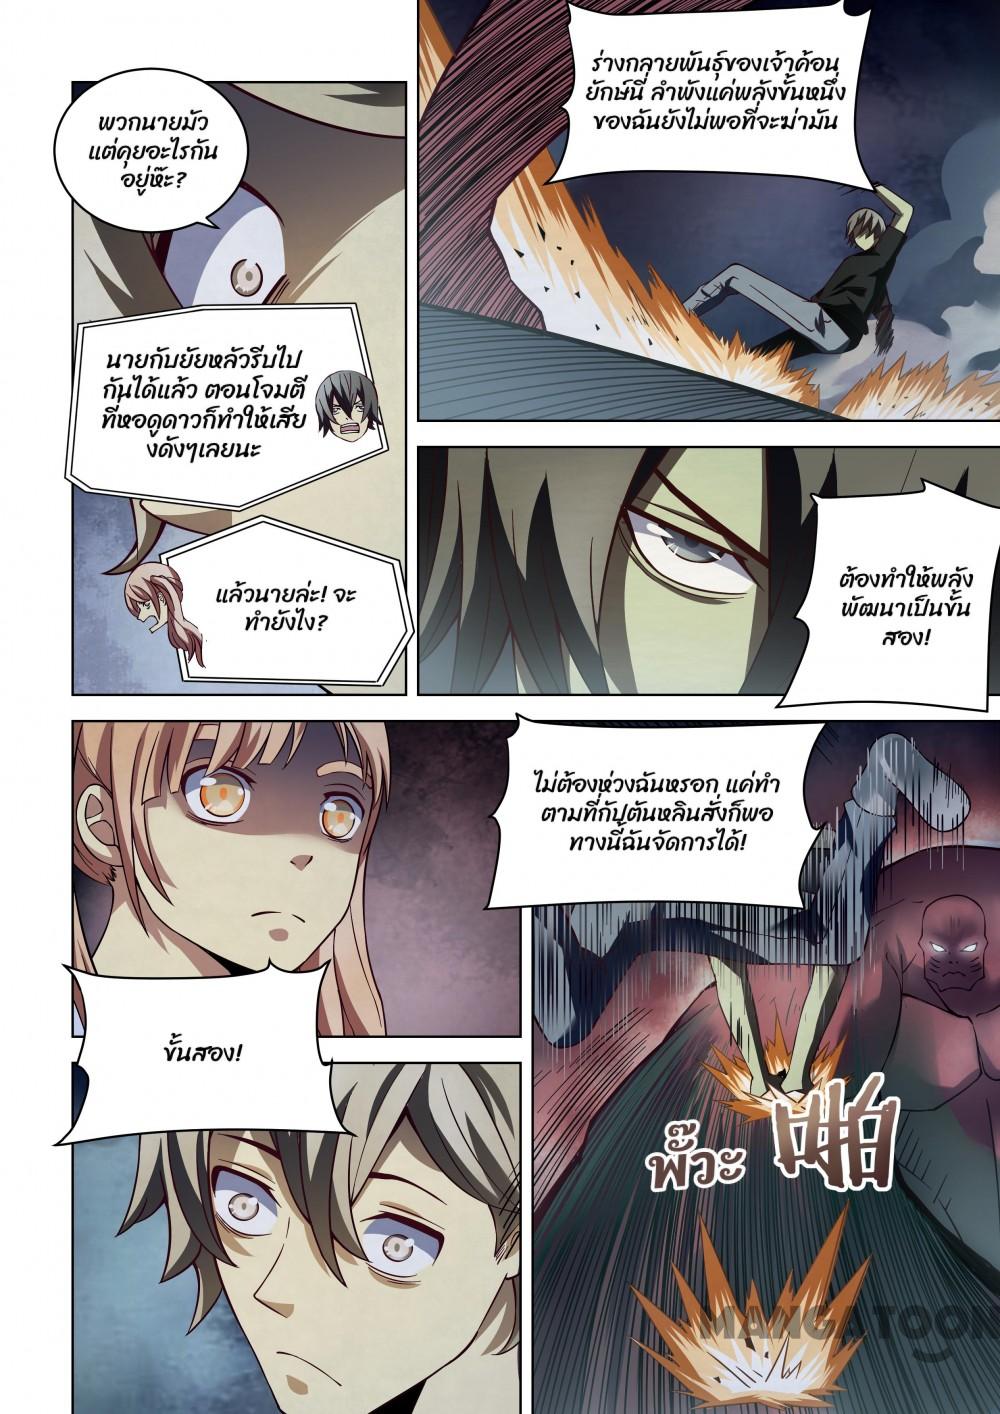 ร่างกลายพันธุ์ของเจ้าค้อน
ยักษ์นี่ ลำพังแค่พลังขั้นหนึ่ง
ของฉันยังไม่พอที่จะฆ่ามัน
พวกนายมัว
แต่คุยอะไรกัน
อยู่ห๊ะ?
นายกับยัยหลัวรีบไป
กันได้แล้ว ตอนโจมตี
ที่หอดูดาวก็ทำให้เสีย
งดังๆเลยนะ
แล้วนายล่ะ! จะ
ทำยังไง?
ต้องทำให้พลัง
พัฒนาเป็นขั้น
สอง!
ไม่ต้องห่วงฉันหรอก แค่ทำ
ตามที่กัปตันหลินสั่งก็พอ
ทางนี้ฉันจัดการได้!
ขั้นสอง!
พั๊วะ
啪
MANGATOON